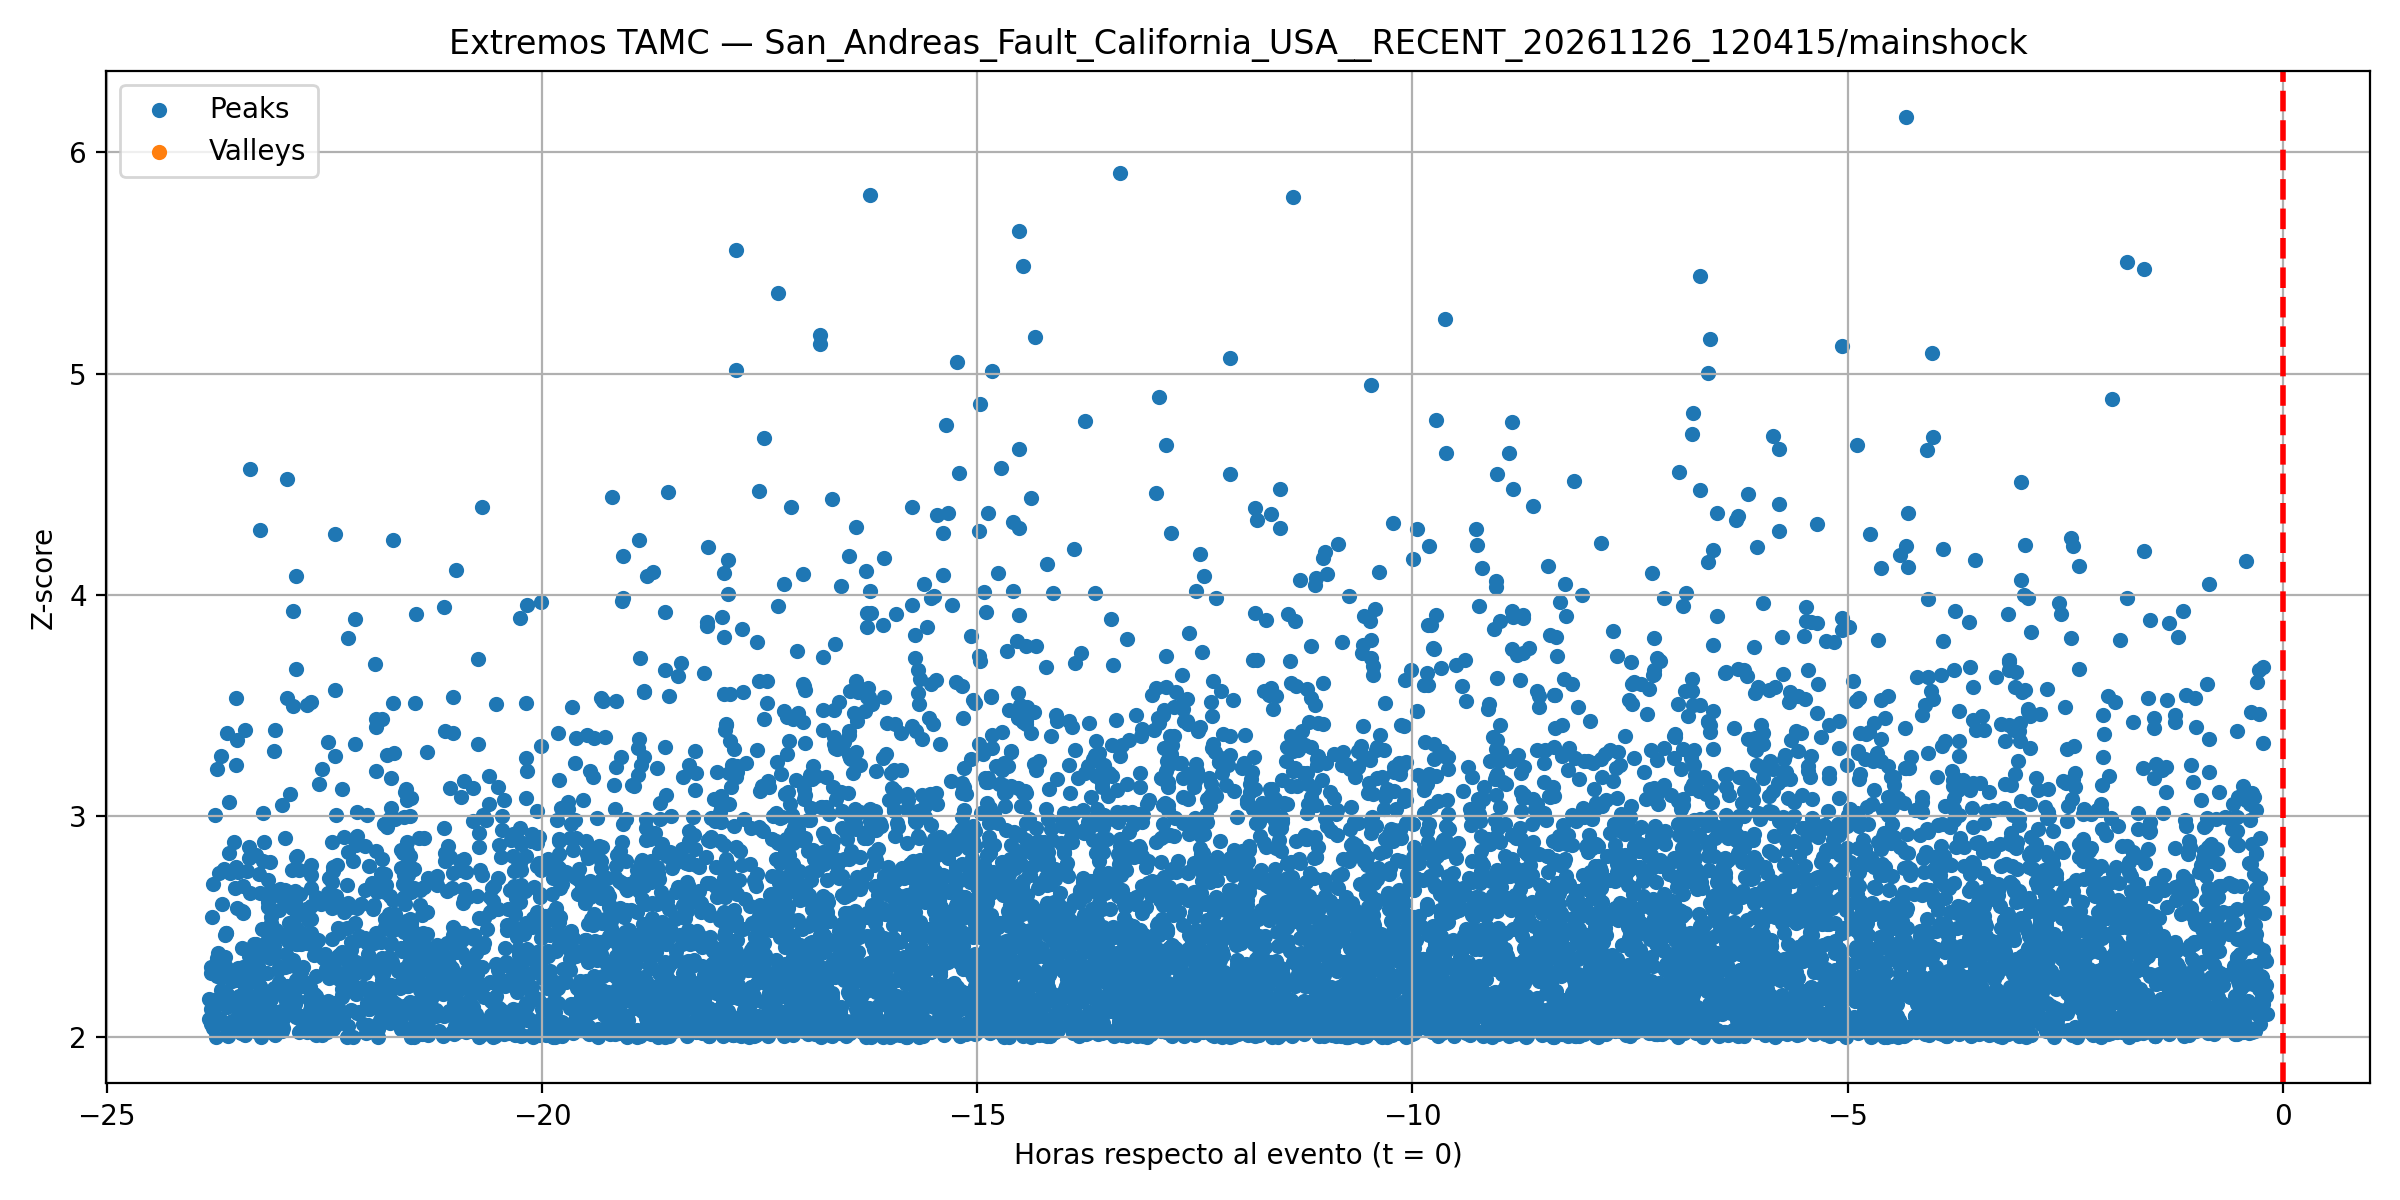 Extremos TAMC — San_Andreas_Fault_California_USA__RECENT_20261126_120415/mainshock
Peaks
Valleys
6
5
4
3
2
Z-score
−25
−20
−15
−10
−5
0
Horas respecto al evento (t = 0)